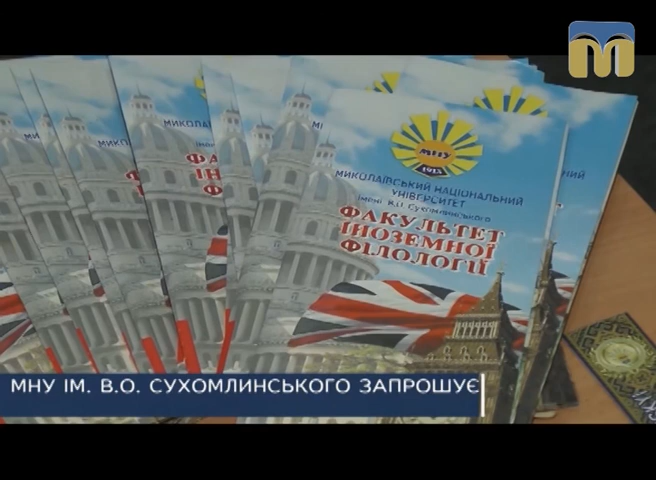 МНУ
1913
МИКОЛАЇВСЬКИЙ НАЦІОНАЛЬНИЙ
УНІВЕРСИТЕТ
імені В.О. Сухомлинського
ФАКУЛЬТЕТ
ІНОЗЕМНОЇ
ФІЛОЛОГІЇ
МНУ ІМ. В.О. СУХОМЛИНСЬКОГО ЗАПРОШУЄ